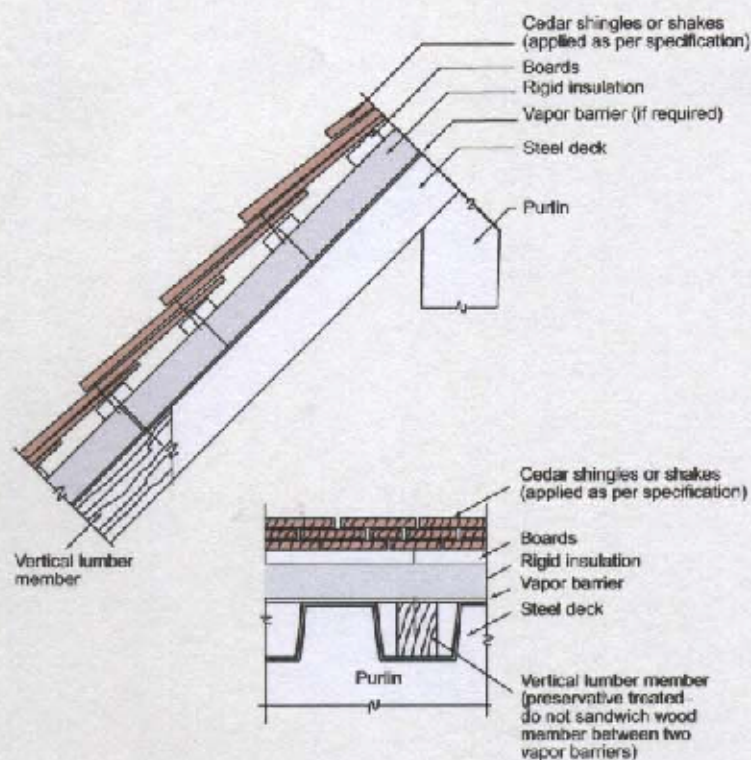 Cedar shingles or shakes
(applied as per specification)
Boards
Rigid insulation
Vapor barrier (if required)
Steel deck
Purlin
Vertical lumber
member
Cedar shingles or shakes
(applied as per specification)
Boards
Rigid insulation
Vapor barrier
Steel deck
Purlin
Vertical lumber member
(preservative treated
do not sandwich wood
member between two
vapor barriers)